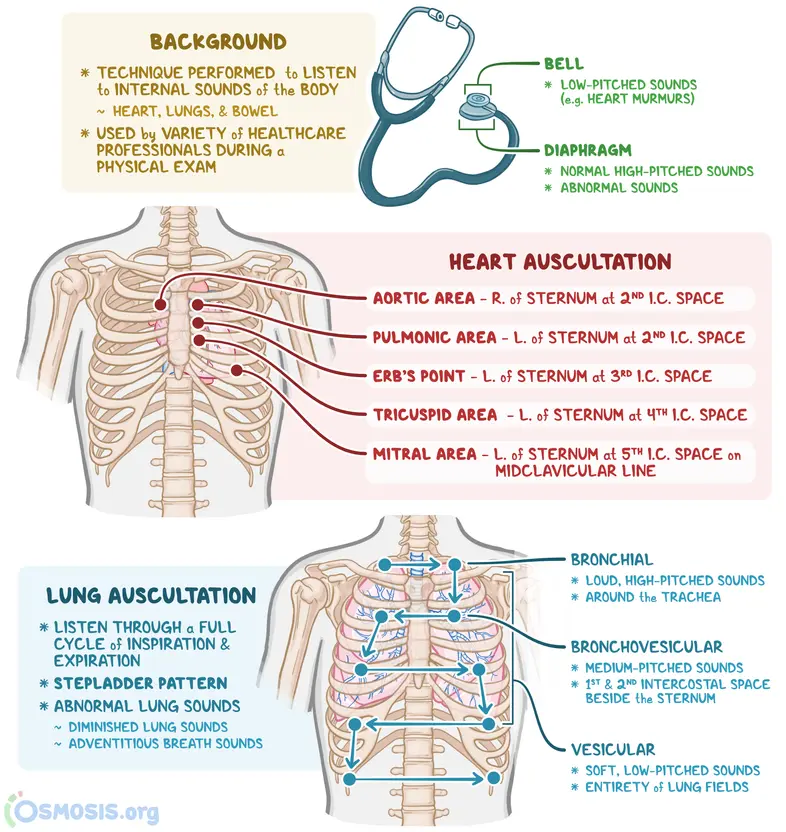 BACKGROUND
* TECHNIQUE PERFORMED to LISTEN
to INTERNAL SOUNDS of the BODY
~ HEART, LUNGS, & BOWEL
* USED by VARIETY of HEALTHCARE
PROFESSIONALS DURING a
PHYSICAL EXAM
BELL
* LOW-PITCHED SOUNDS
(e.g. HEART MURMURS)
DIAPHRAGM
* NORMAL HIGH-PITCHED SOUNDS
* ABNORMAL SOUNDS
HEART AUSCULTATION
AORTIC AREA - R. of STERNUM at 2ND I.C. SPACE
PULMONIC AREA - L. of STERNUM at 2ND I.C. SPACE
ERB'S POINT - L. of STERNUM at 3RD I.C. SPACE
TRICUSPID AREA - L. of STERNUM at 4TH I.C. SPACE
MITRAL AREA - L. of STERNUM at 5TH I.C. SPACE on
MIDCLAVICULAR LINE
LUNG AUSCULTATION
* LISTEN THROUGH a FULL
CYCLE of INSPIRATION &
EXPIRATION
* STEPLADDER PATTERN
* ABNORMAL LUNG SOUNDS
~ DIMINISHED LUNG SOUNDS
~ ADVENTITIOUS BREATH SOUNDS
BRONCHIAL
* LOUD, HIGH-PITCHED SOUNDS
* AROUND the TRACHEA
BRONCHOVESICULAR
* MEDIUM-PITCHED SOUNDS
* 1ST & 2ND INTERCOSTAL SPACE
BESIDE the STERNUM
VESICULAR
* SOFT, LOW-PITCHED SOUNDS
* ENTIRETY of LUNG FIELDS
OSMOSIS.org